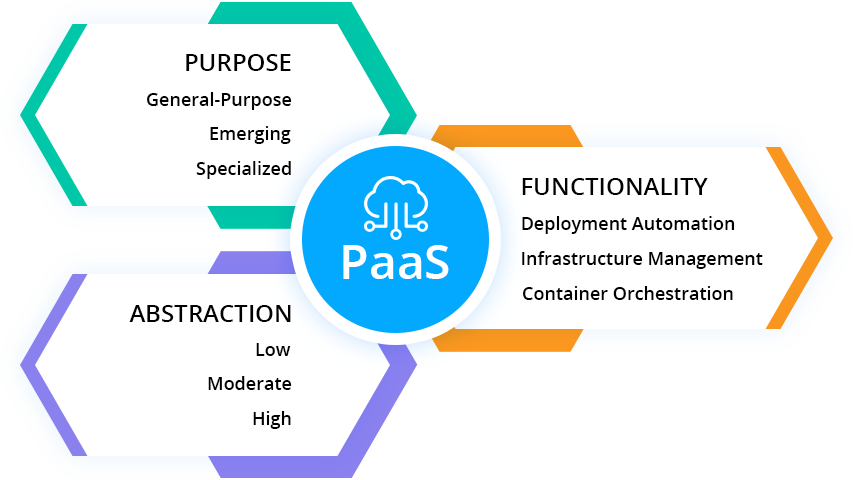 PURPOSE
General-Purpose
Emerging
Specialized
PaaS
FUNCTIONALITY
Deployment Automation
Infrastructure Management
Container Orchestration
ABSTRACTION
Low
Moderate
High